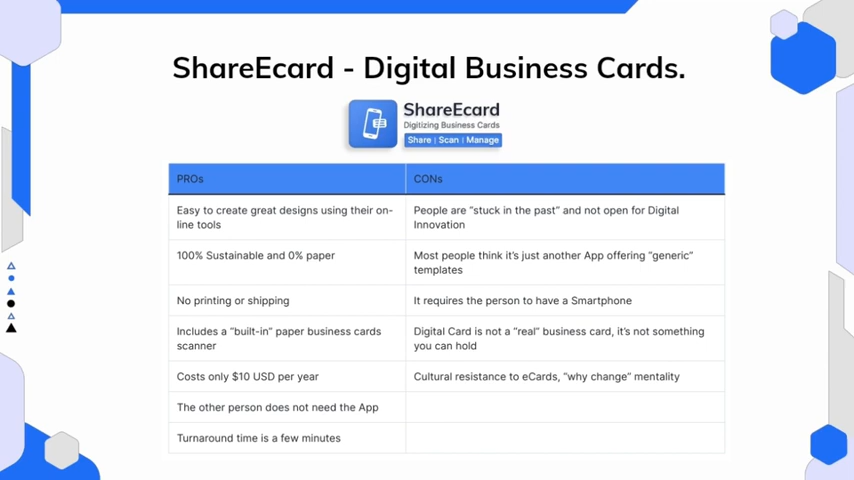 ShareEcard - Digital Business Cards.
ShareEcard
Digitizing Business Cards
Share | Scan | Manage
PROs
CONs
Easy to create great designs using their on-
line tools
People are “stuck in the past” and not open for Digital
Innovation
100% Sustainable and 0% paper
Most people think it’s just another App offering “generic”
templates
No printing or shipping
It requires the person to have a Smartphone
Includes a “built-in” paper business cards
scanner
Digital Card is not a “real” business card, it’s not something
you can hold
Costs only $10 USD per year
Cultural resistance to eCards, “why change” mentality
The other person does not need the App
Turnaround time is a few minutes